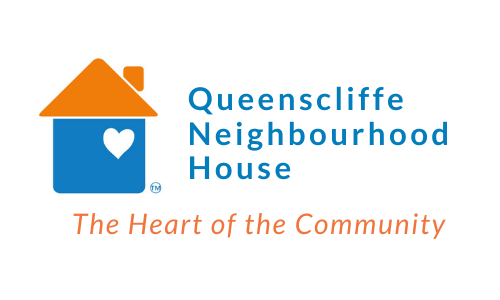 Queenscliffe
Neighbourhood
House
TM
The Heart of the Community